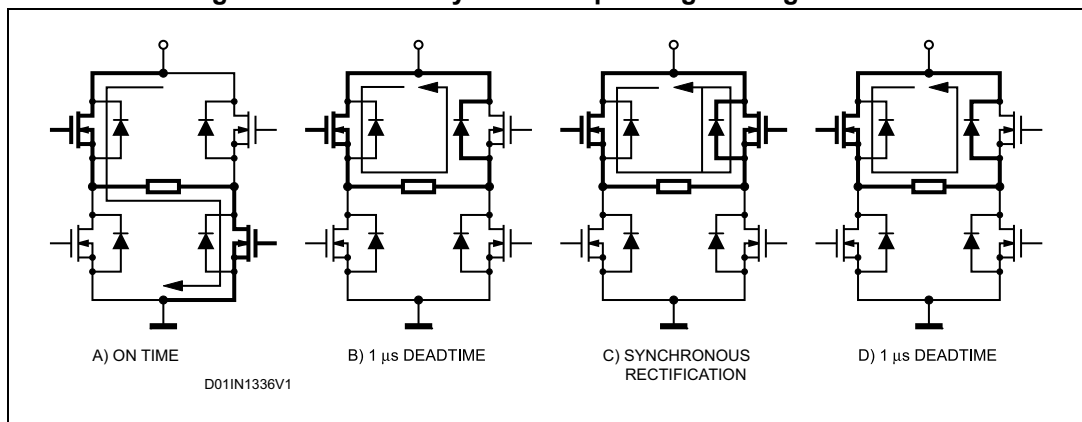 A) ON TIME
B) 1 μs DEADTIME
C) SYNCHRONOUS
RECTIFICATION
D) 1 μs DEADTIME
D01IN1336V1